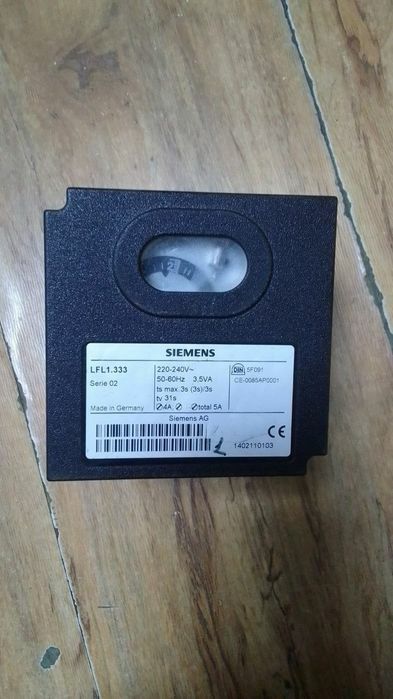 SIEMENS
LFL1.333
Serie 02
Made in Germany
220-240V~
50-60Hz 3,5VA
ts max.3s (3s)/3s
tv 31s
4A total 5A
DIN 5F091
CE-0085AP0001
Siemens AG
CE
1402110103